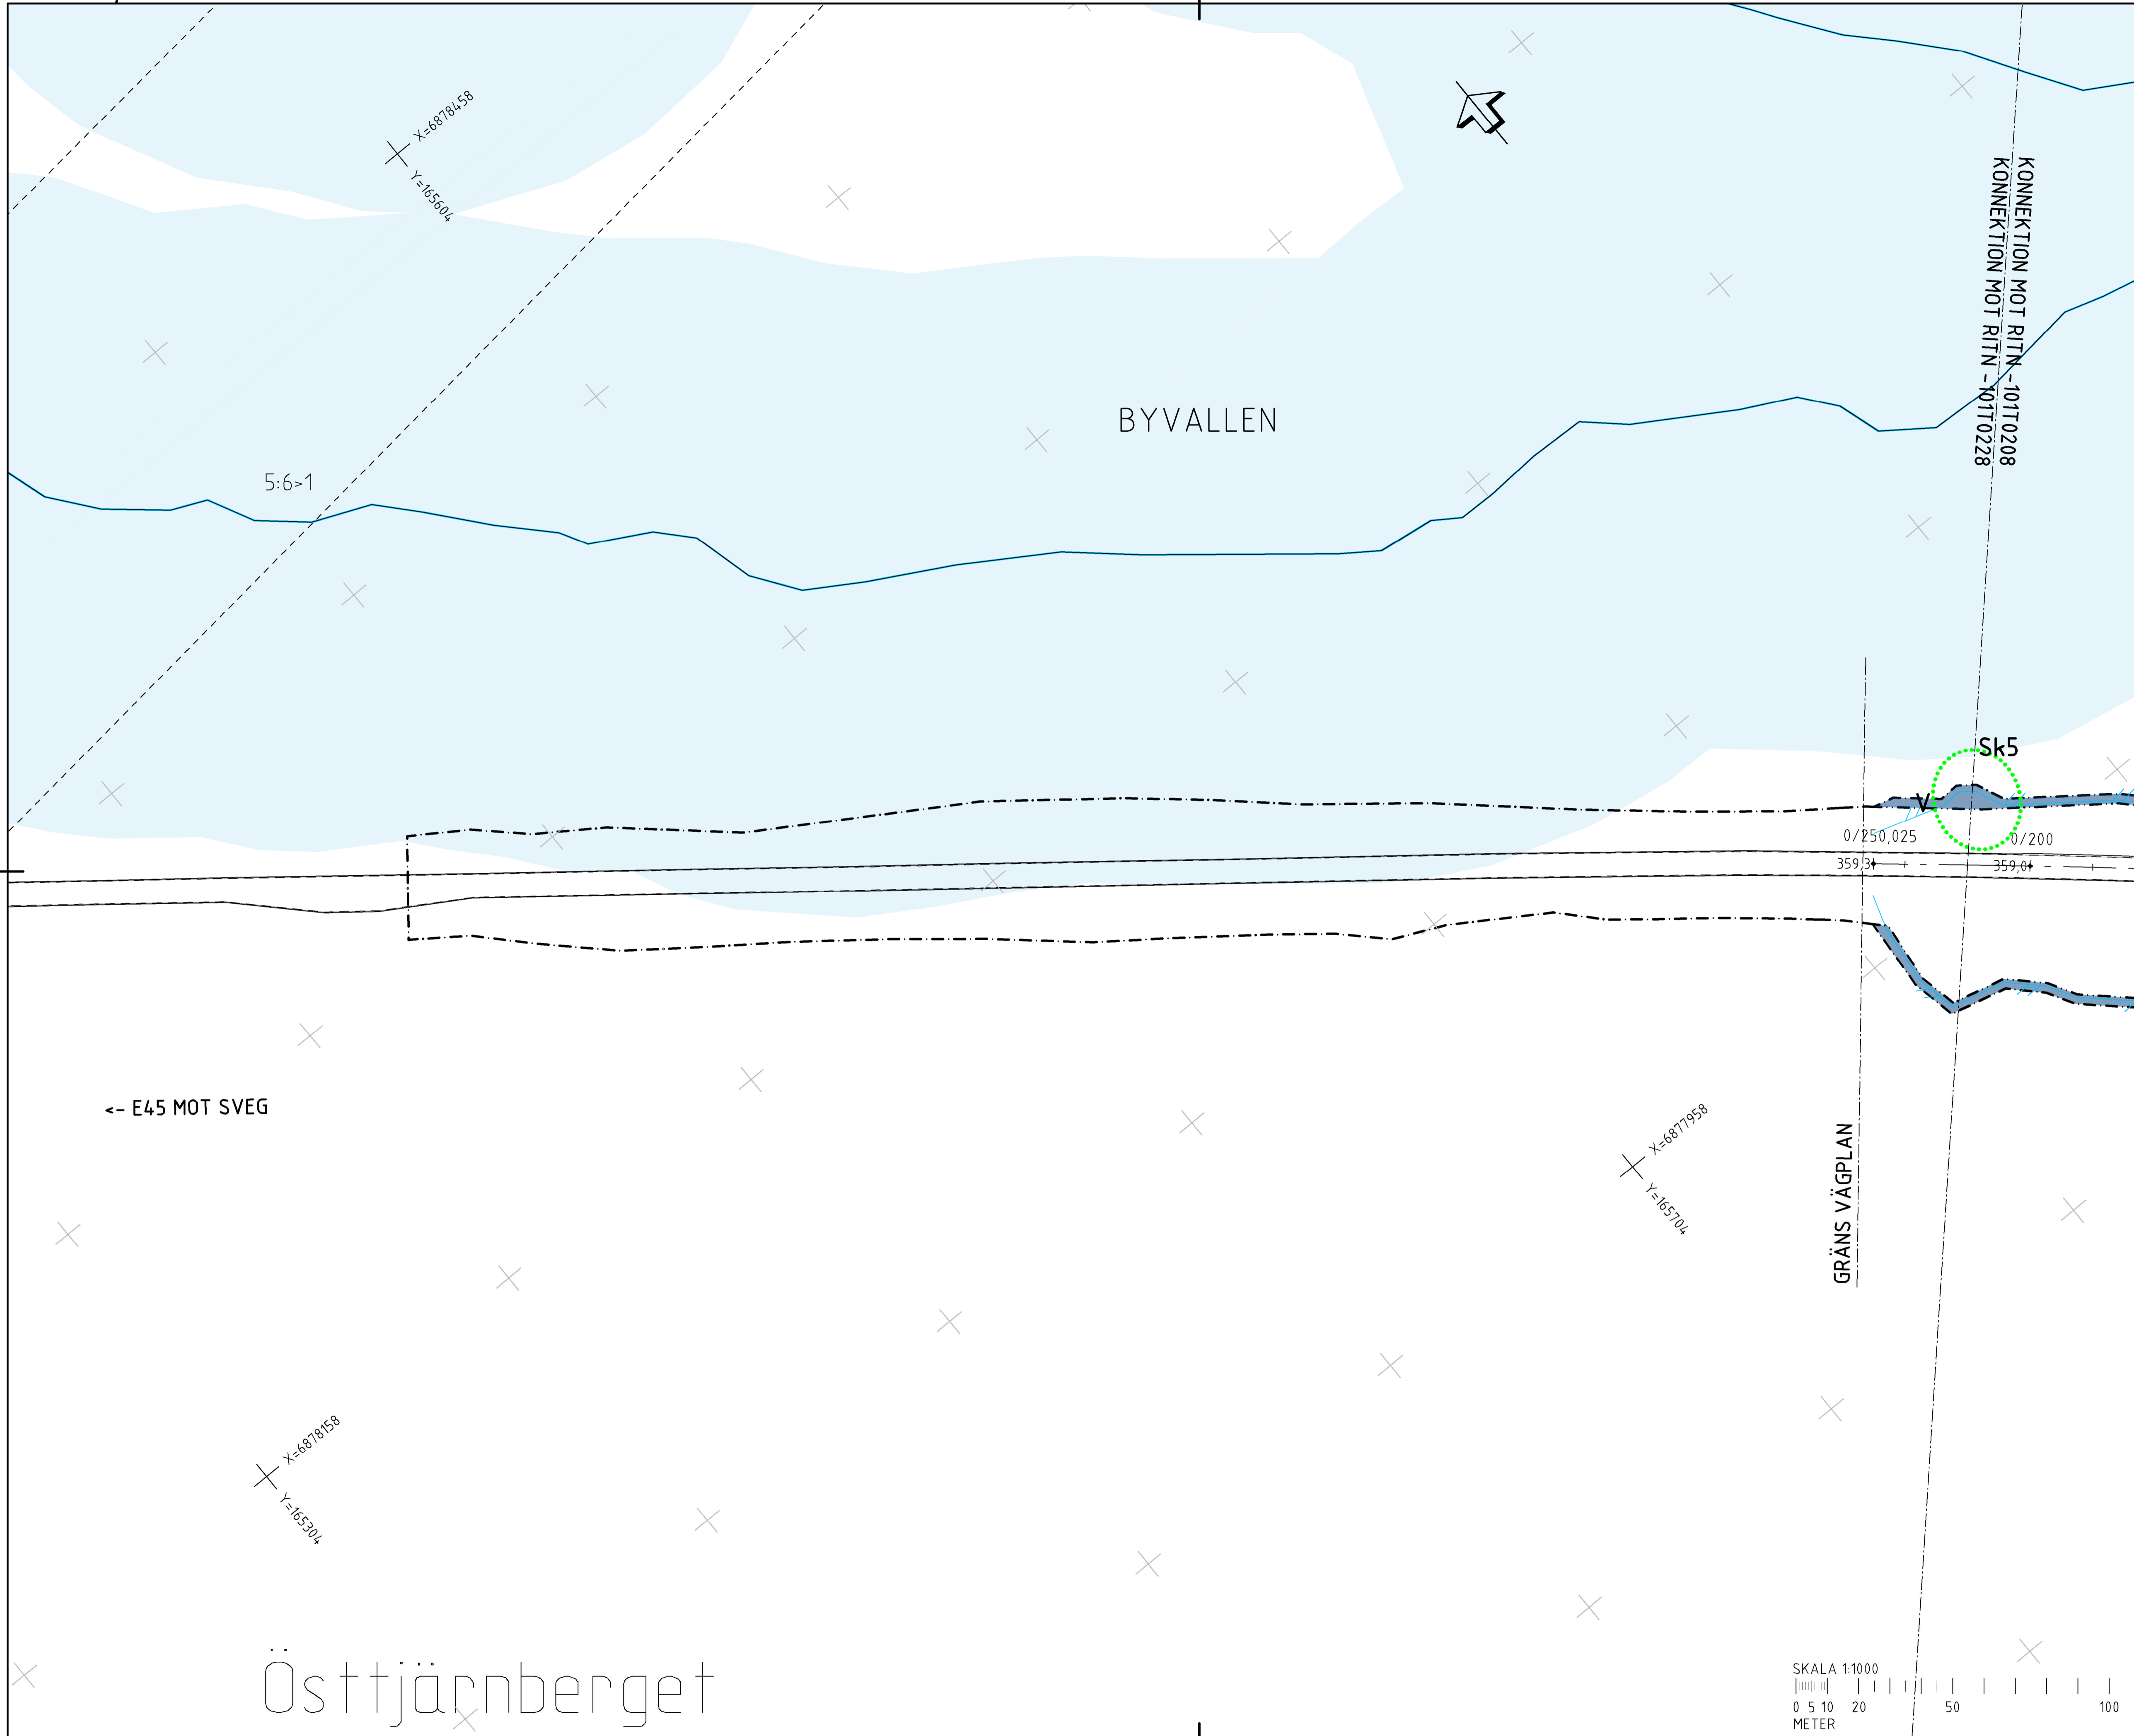 X=6878458
Y=165604
KONNEKTION MOT RITN -101T0208
KONNEKTION MOT RITN -101T0228
BYVALLEN
5:6>1
Sk5
V
0/250,025
0/200
359,3
359,0
<- E45 MOT SVEG
X=6877958
Y=165704
GRÄNS VÄGPLAN
X=6878158
Y=165304
Östtjärnberget
SKALA 1:1000
0 5 10 20 50 100
METER